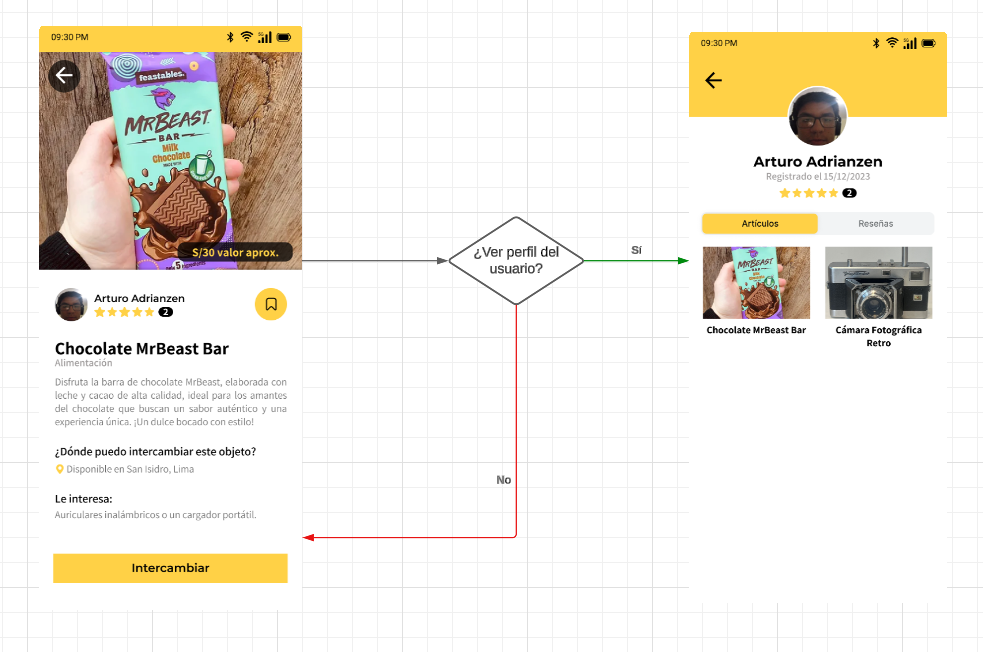 09:30 PM
feastables.
MRBEAST
BAR
Milk
Chocolate
MADE WITH
S/30 valor aprox.
Arturo Adrianzen
2
Chocolate MrBeast Bar
Alimentación
Disfruta la barra de chocolate MrBeast, elaborada con
leche y cacao de alta calidad, ideal para los amantes
del chocolate que buscan un sabor auténtico y una
experiencia única. ¡Un dulce bocado con estilo!
¿Dónde puedo intercambiar este objeto?
Disponible en San Isidro, Lima
Le interesa:
Auriculares inalámbricos o un cargador portátil.
Intercambiar
¿Ver perfil del
usuario?
Sí
No
09:30 PM
Arturo Adrianzen
Registrado el 15/12/2023
2
Artículos
Reseñas
MRBEAST
Chocolate MrBeast Bar
Cámara Fotográfica
Retro